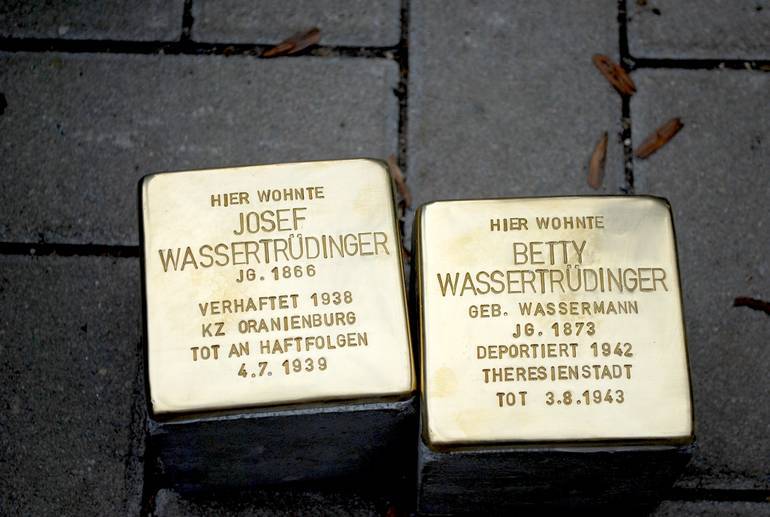 HIER WOHNTE
JOSEF
WASSERTRÜDINGER
JG. 1866
VERHAFTET 1938
KZ ORANIENBURG
TOT AN HAFTFOLGEN
4.7. 1939
HIER WOHNTE
BETTY
WASSERTRÜDINGER
GEB. WASSERMANN
JG. 1873
DEPORTIERT 1942
THERESIENSTADT
TOT 3.8.1943